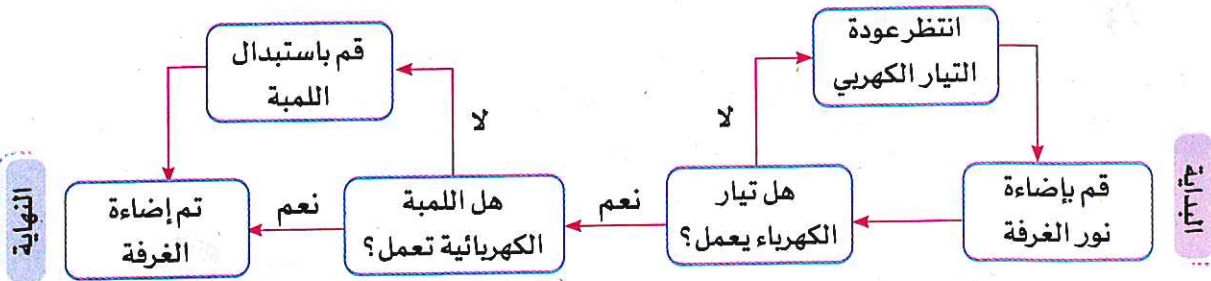 البداية
قم بإضاءة
نور الغرفة
انتظر عودة
التيار الكهربي
لا
هل تيار
الكهرباء يعمل؟
نعم
هل اللمبة
الكهربائية تعمل؟
لا
قم باستبدال
اللمبة
نعم
تم إضاءة
الغرفة
النهاية